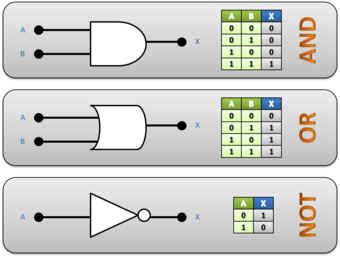 A
B
X
A B X
0 0 0
0 1 0
1 0 0
1 1 1
AND
A
B
X
A B X
0 0 0
0 1 1
1 0 1
1 1 1
OR
A
X
A X
0 1
1 0
NOT